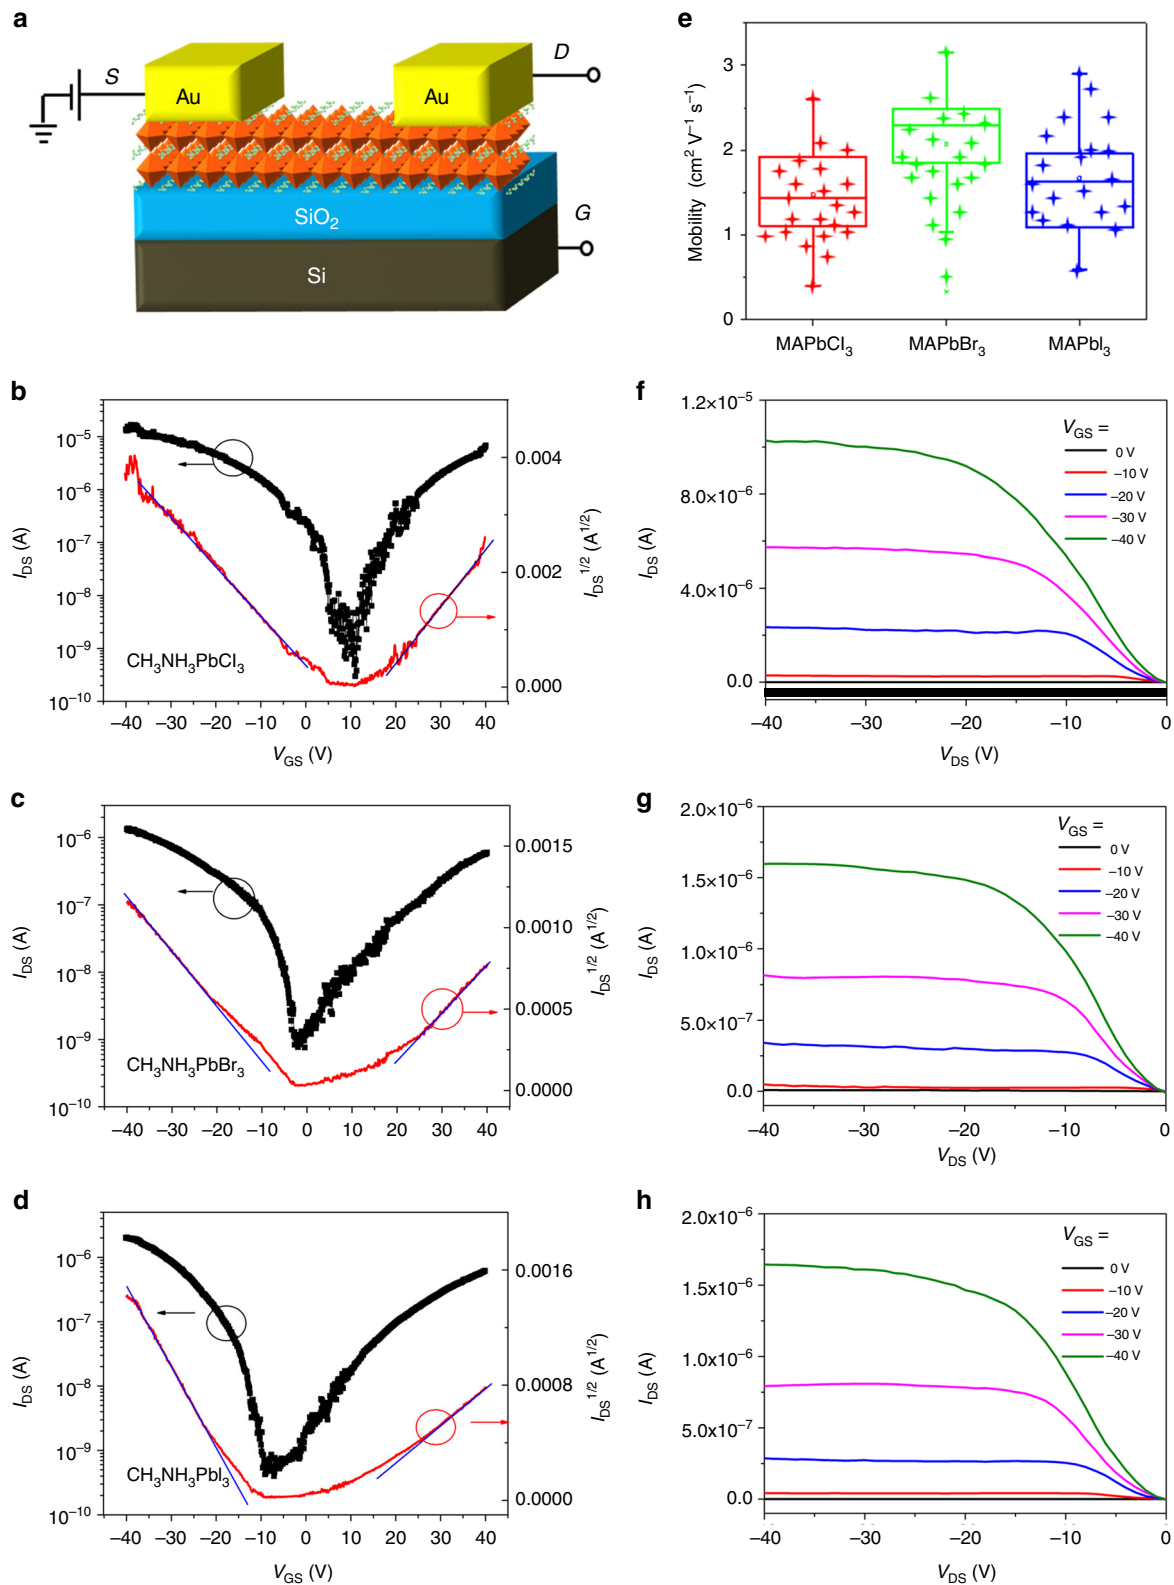 a
S
D
Au
Au
SiO2
G
Si
e
Mobility (cm2 V−1 s−1)
3
2
1
0
MAPbCl3
MAPbBr3
MAPbI3
b
IDS (A)
10−5
10−6
10−7
10−8
10−9
10−10
0.004
0.002
0.000
IDS1/2 (A1/2)
CH3NH3PbCl3
−40 −30 −20 −10 0 10 20 30 40
VGS (V)
f
IDS (A)
1.2×10−5
8.0×10−6
4.0×10−6
0.0
VGS =
0 V
−10 V
−20 V
−30 V
−40 V
−40 −30 −20 −10 0
VDS (V)
c
IDS (A)
10−6
10−7
10−8
10−9
10−10
0.0015
0.0010
0.0005
0.0000
IDS1/2 (A1/2)
CH3NH3PbBr3
−40 −30 −20 −10 0 10 20 30 40
g
IDS (A)
2.0×10−6
1.5×10−6
1.0×10−6
5.0×10−7
0.0
VGS =
0 V
−10 V
−20 V
−30 V
−40 V
−40 −30 −20 −10 0
VDS (V)
d
IDS (A)
10−6
10−7
10−8
10−9
10−10
0.0016
0.0008
0.0000
IDS1/2 (A1/2)
CH3NH3PbI3
−40 −30 −20 −10 0 10 20 30 40
VGS (V)
h
IDS (A)
2.0x10−6
1.5x10−6
1.0x10−6
5.0x10−7
0.0
VGS =
0 V
−10 V
−20 V
−30 V
−40 V
−40 −30 −20 −10 0
VDS (V)